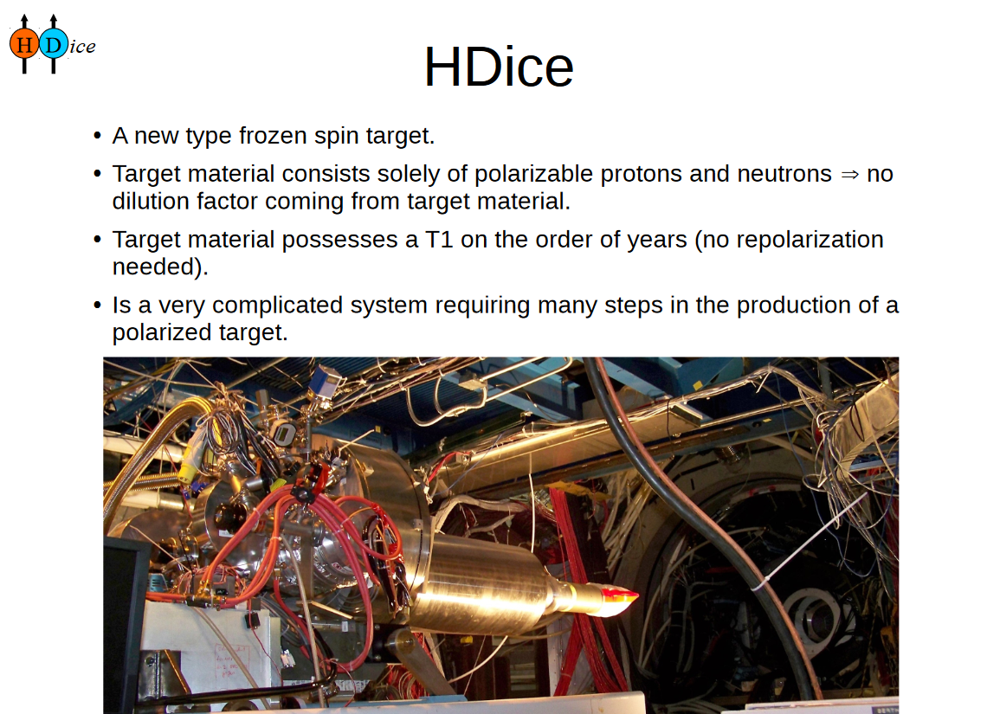 HDice
HDice
• A new type frozen spin target.
• Target material consists solely of polarizable protons and neutrons ⇒ no
dilution factor coming from target material.
• Target material possesses a T1 on the order of years (no repolarization
needed).
• Is a very complicated system requiring many steps in the production of a
polarized target.